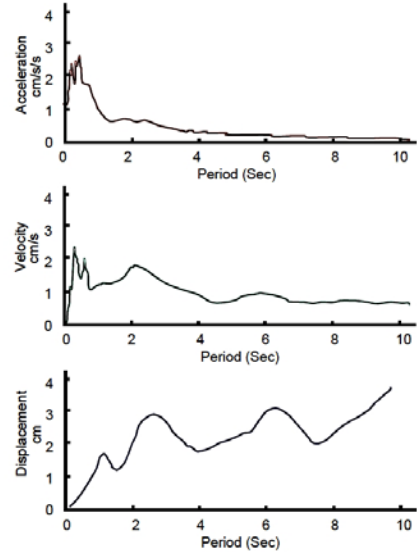 4
3
2
1
0
Acceleration
cm/s/s
0 2 4 6 8 10
Period (Sec)
4
3
2
1
0
Velocity
cm/s
0 2 4 6 8 10
Period (Sec)
4
3
2
1
0
Displacement
cm
0 2 4 6 8 10
Period (Sec)